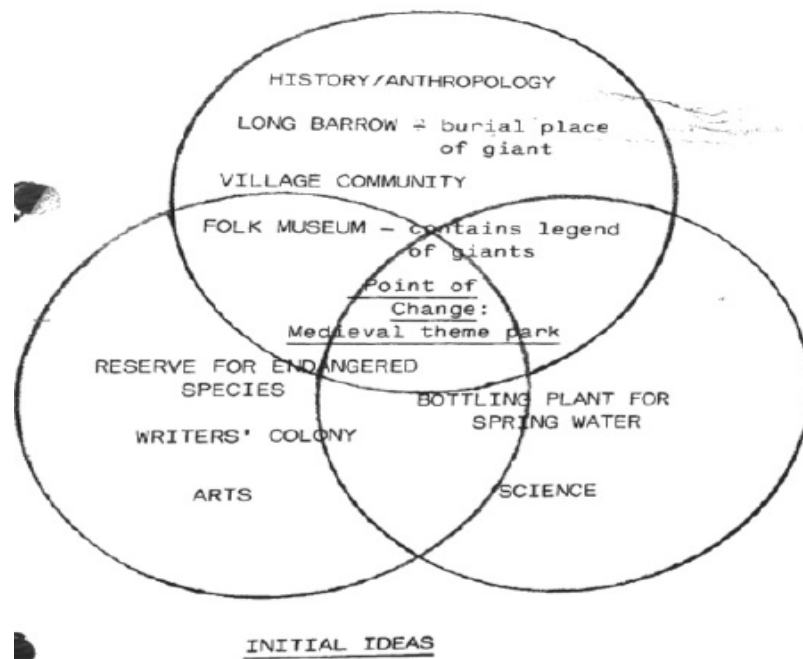 HISTORY/ANTHROPOLOGY
LONG BARROW - burial place
of giant
VILLAGE COMMUNITY
FOLK MUSEUM - contains legend
of giants
Point of
Change:
Medieval theme park
RESERVE FOR ENDANGERED
SPECIES
BOTTLING PLANT FOR
SPRING WATER
WRITERS' COLONY
ARTS
SCIENCE
INITIAL IDEAS